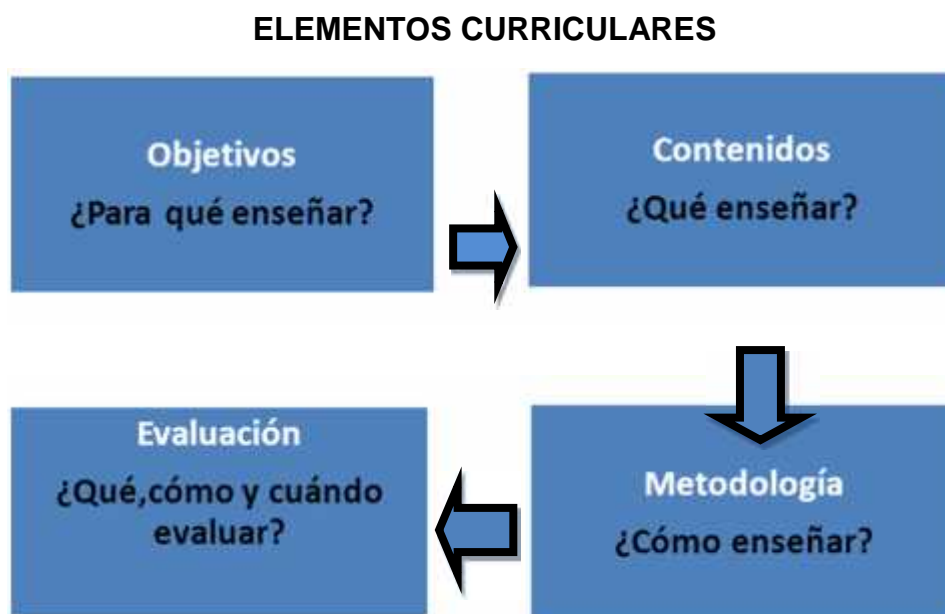 ELEMENTOS CURRICULARES
Objetivos
¿Para qué enseñar?
Contenidos
¿Qué enseñar?
Evaluación
¿Qué,cómo y cuándo
evaluar?
Metodología
¿Cómo enseñar?